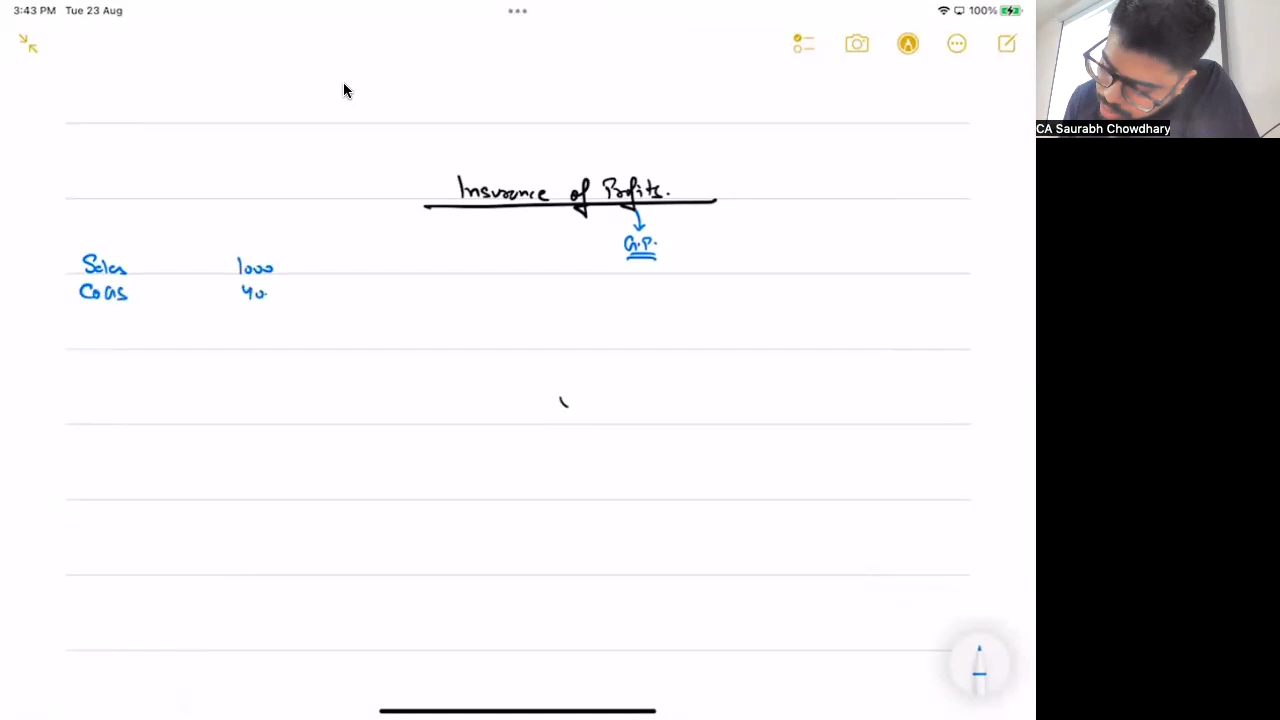 3:43 PM Tue 23 Aug
100%
CA Saurabh Chowdhary
Insurance of Profits.
G.P.
Sales 1000
COGS 40